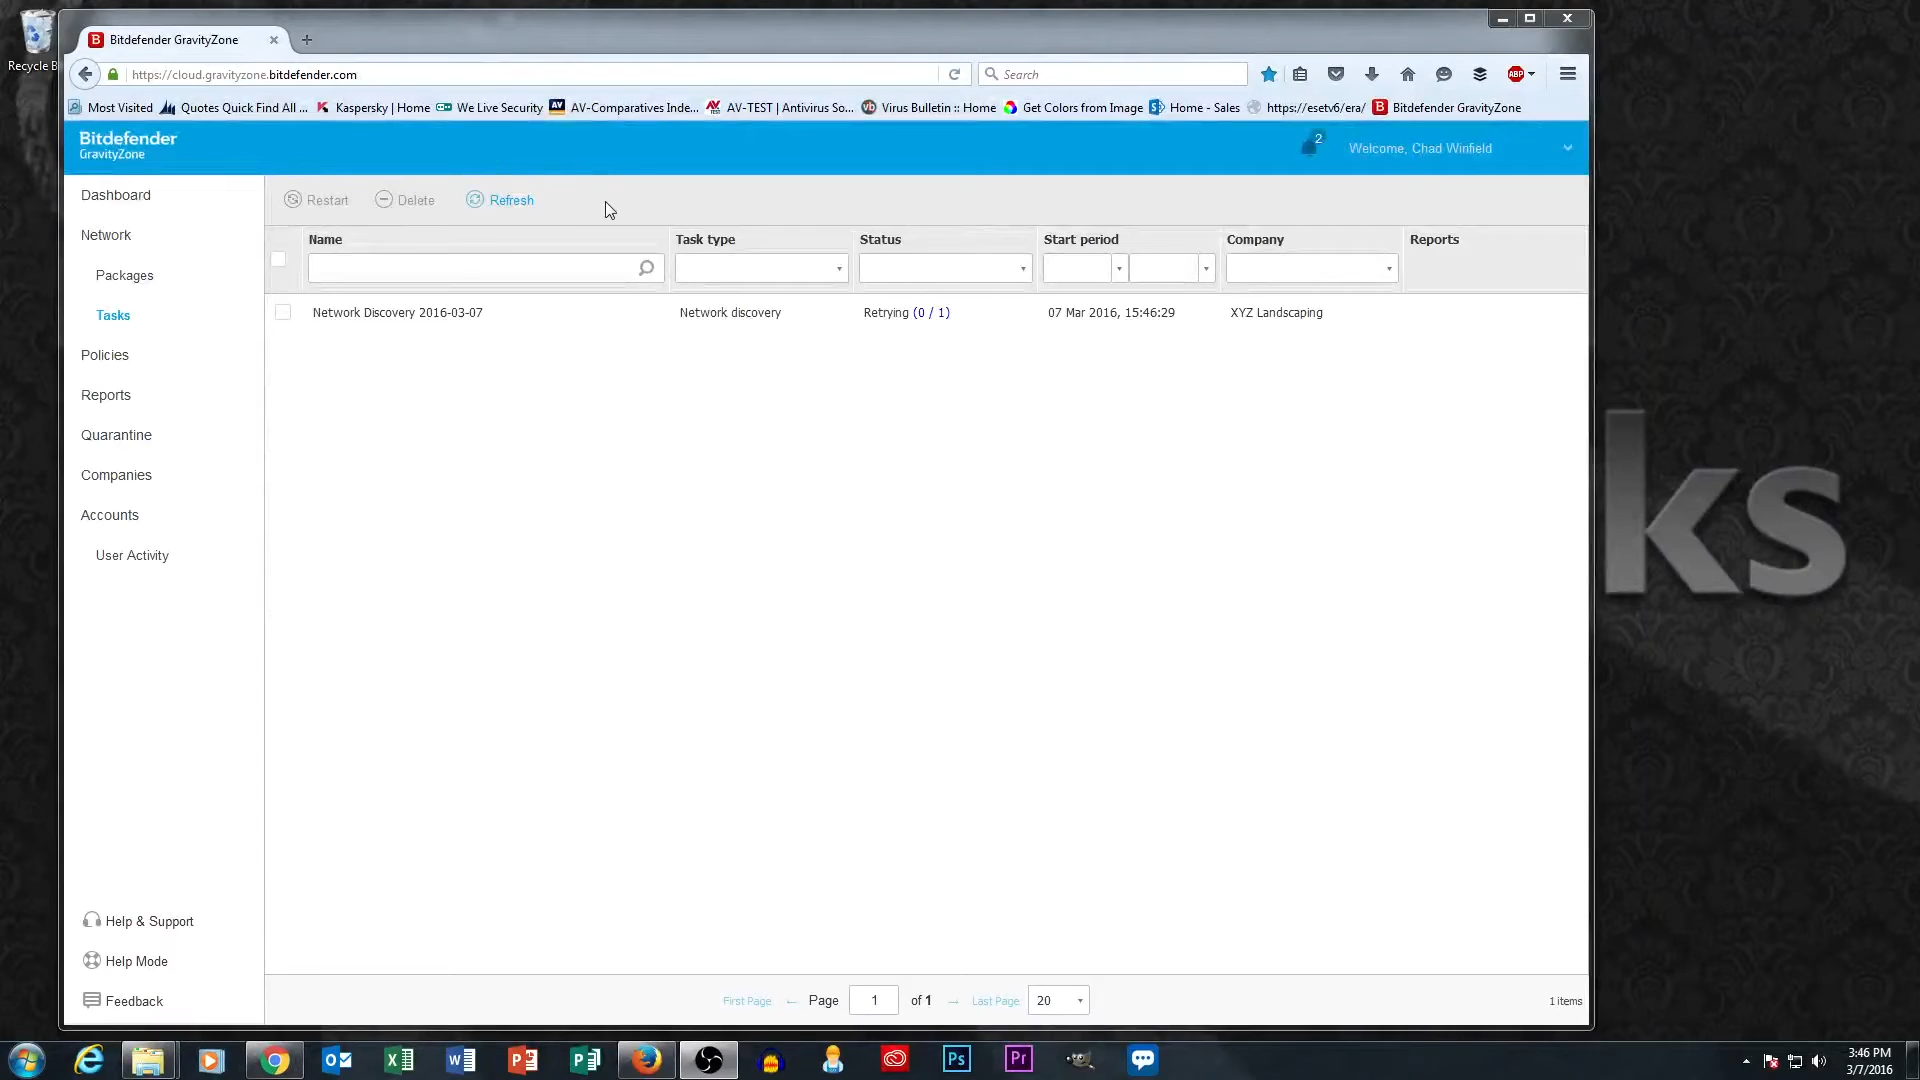 Recycle B
Bitdefender GravityZone
https://cloud.gravityzone.bitdefender.com
Search
ABP
Most Visited
Quotes Quick Find All ...
Kaspersky | Home
We Live Security
AV-Comparatives Inde...
AV-TEST | Antivirus So...
Virus Bulletin :: Home
Get Colors from Image
Home - Sales
https://esetv6/era/
Bitdefender GravityZone
Bitdefender
GravityZone
2
Welcome, Chad Winfield
Dashboard
Network
Packages
Tasks
Policies
Reports
Quarantine
Companies
Accounts
User Activity
Help & Support
Help Mode
Feedback
Restart
Delete
Refresh
Name
Task type
Status
Start period
Company
Reports
Network Discovery 2016-03-07
Network discovery
Retrying (0 / 1)
07 Mar 2016, 15:46:29
XYZ Landscaping
First Page
Page
1
of 1
Last Page
20
1 items
ks
3:46 PM
3/7/2016